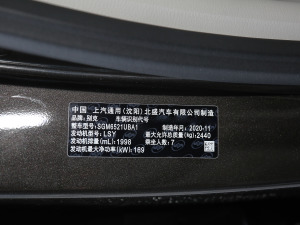 中国 上汽通用(沈阳)北盛汽车有限公司制造
品牌:别克 车辆识别代号
整车型号:SGM6521UBA1 制造年月:2020-11
发动机型号:LSY 最大允许总质量(kg):2440
发动机排量(mL):1998 乘坐人数:7
发动机最大净功率(kW):169